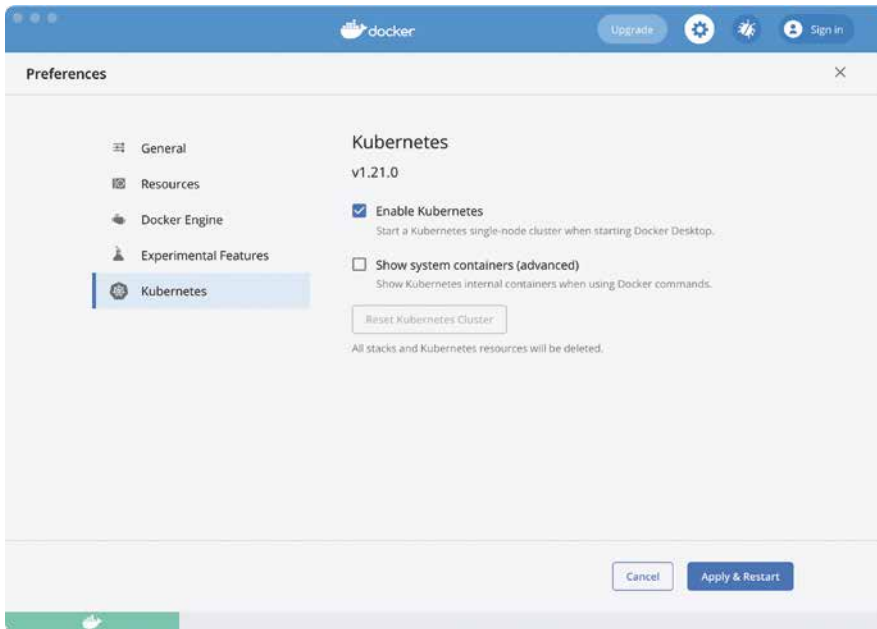 docker
Upgrade
Sign in
Preferences
General
Resources
Docker Engine
Experimental Features
Kubernetes
Kubernetes
v1.21.0
Enable Kubernetes
Start a Kubernetes single-node cluster when starting Docker Desktop.
Show system containers (advanced)
Show Kubernetes internal containers when using Docker commands.
Reset Kubernetes Cluster
All stacks and Kubernetes resources will be deleted.
Cancel
Apply & Restart